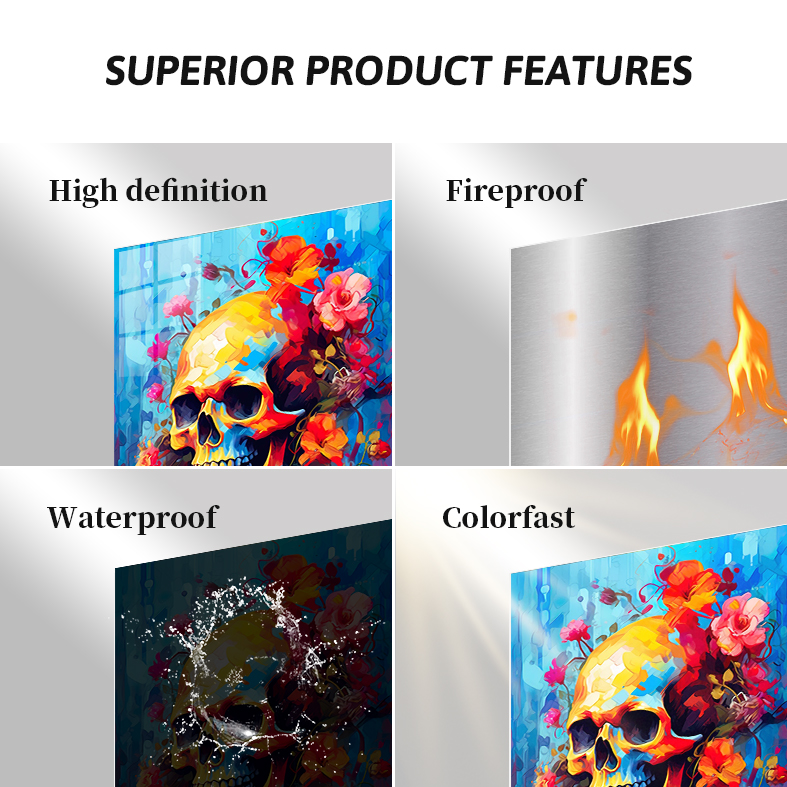 SUPERIOR PRODUCT FEATURES
High definition
Fireproof
Waterproof
Colorfast